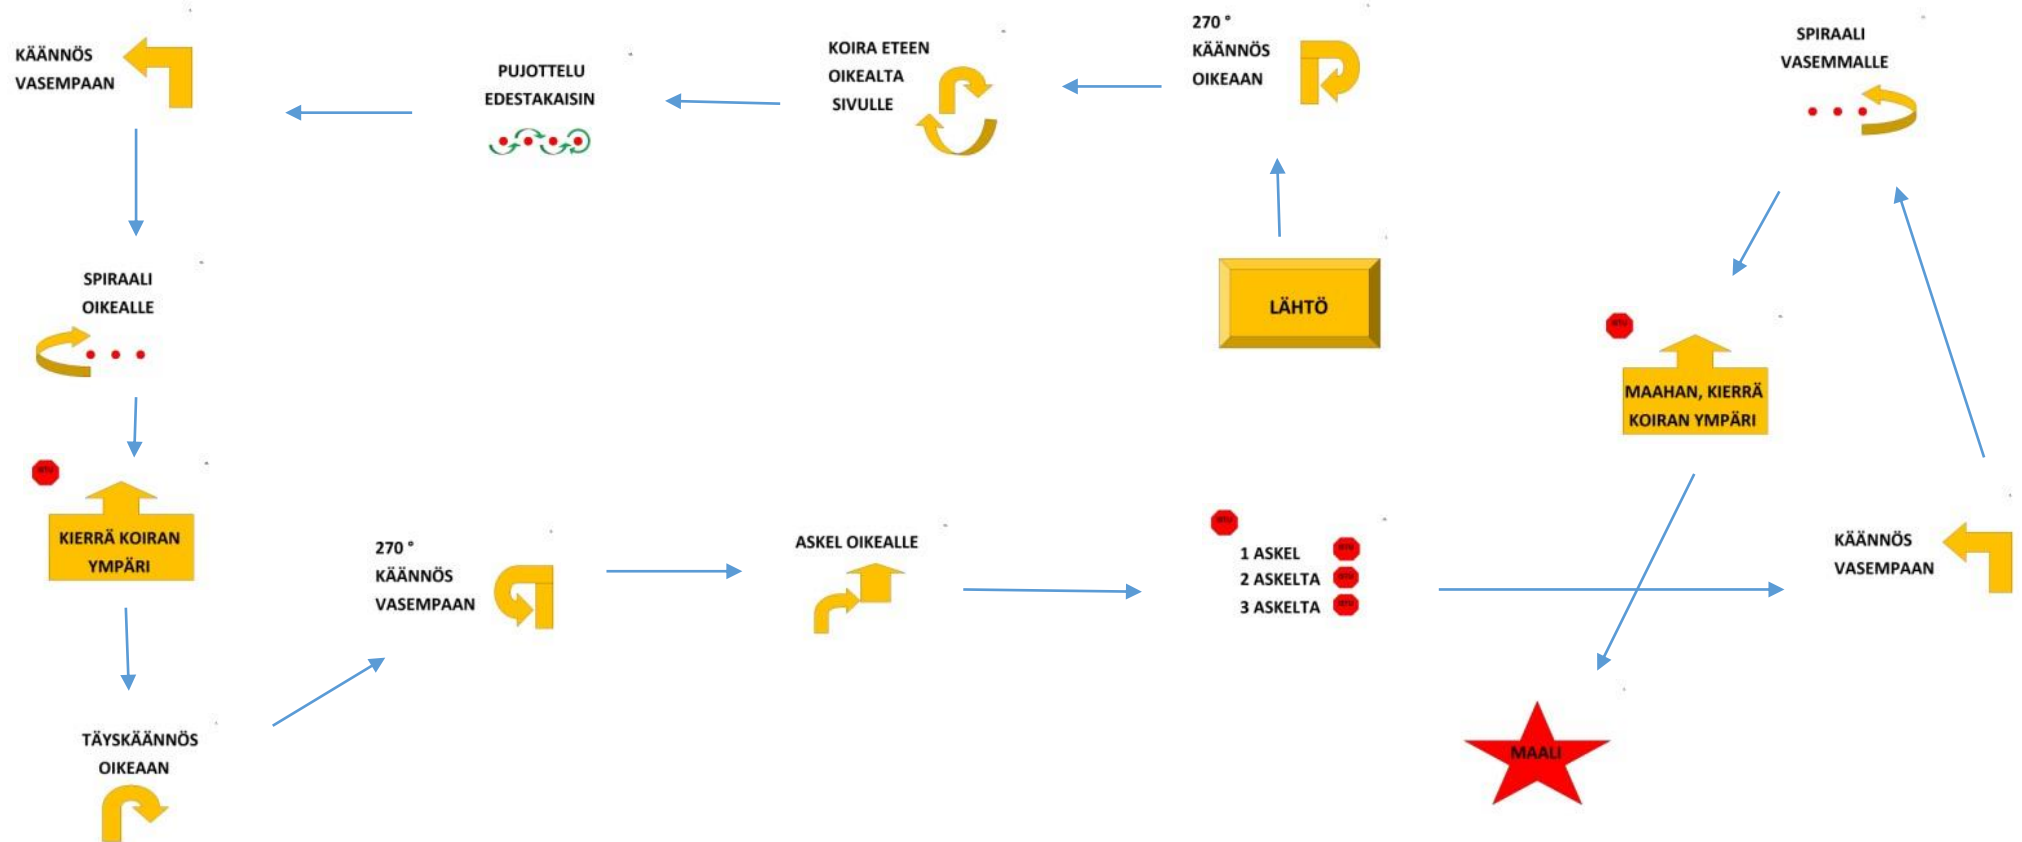 KÄÄNNÖS
VASEMPAAN
PUJOTTELU
EDESTAKAISIN
KOIRA ETEEN
OIKEALTA
SIVULLE
270 °
KÄÄNNÖS
OIKEAAN
SPIRAALI
VASEMMALLE
SPIRAALI
OIKEALLE
LÄHTÖ
MAAHAN, KIERRÄ
KOIRAN YMPÄRI
KIERRÄ KOIRAN
YMPÄRI
270 °
KÄÄNNÖS
VASEMPAAN
ASKEL OIKEALLE
1 ASKEL
2 ASKELTA
3 ASKELTA
KÄÄNNÖS
VASEMPAAN
TÄYSKÄÄNNÖS
OIKEAAN
MAALI